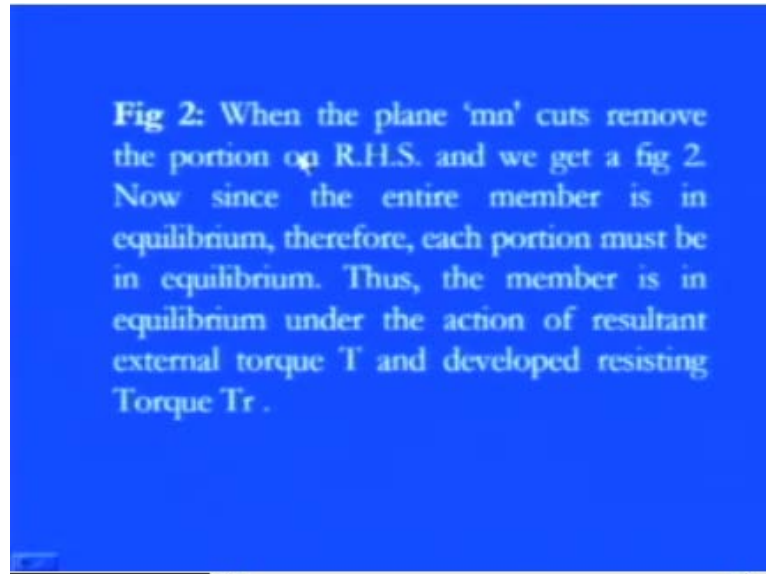 Fig 2: When the plane 'mn' cuts remove
the portion on R.H.S. and we get a fig 2.
Now since the entire member is in
equilibrium, therefore, each portion must be
in equilibrium. Thus, the member is in
equilibrium under the action of resultant
external torque T and developed resisting
Torque Tr .